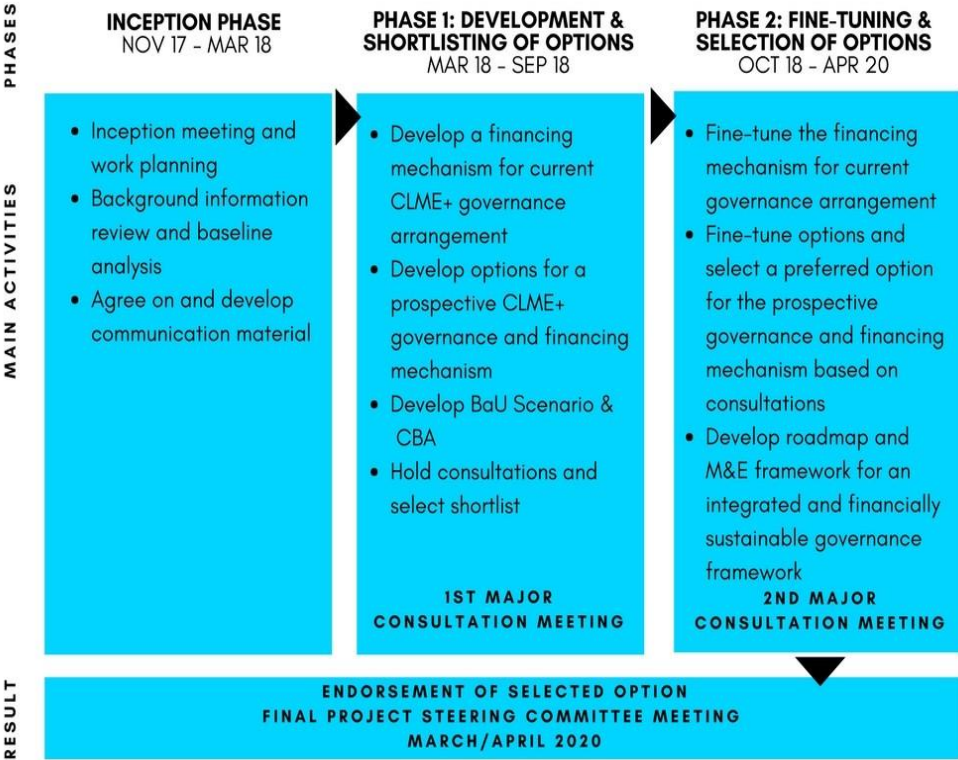 PHASES
INCEPTION PHASE
NOV 17 - MAR 18
PHASE 1: DEVELOPMENT &
SHORTLISTING OF OPTIONS
MAR 18 - SEP 18
PHASE 2: FINE-TUNING &
SELECTION OF OPTIONS
OCT 18 - APR 20
MAIN ACTIVITIES
• Inception meeting and
work planning
• Background information
review and baseline
analysis
• Agree on and develop
communication material
• Develop a financing
mechanism for current
CLME+ governance
arrangement
• Develop options for a
prospective CLME+
governance and financing
mechanism
• Develop BaU Scenario &
CBA
• Hold consultations and
select shortlist
1ST MAJOR
CONSULTATION MEETING
• Fine-tune the financing
mechanism for current
governance arrangement
• Fine-tune options and
select a preferred option
for the prospective
governance and financing
mechanism based on
consultations
• Develop roadmap and
M&E framework for an
integrated and financially
sustainable governance
framework
2ND MAJOR
CONSULTATION MEETING
RESULT
ENDORSEMENT OF SELECTED OPTION
FINAL PROJECT STEERING COMMITTEE MEETING
MARCH/APRIL 2020